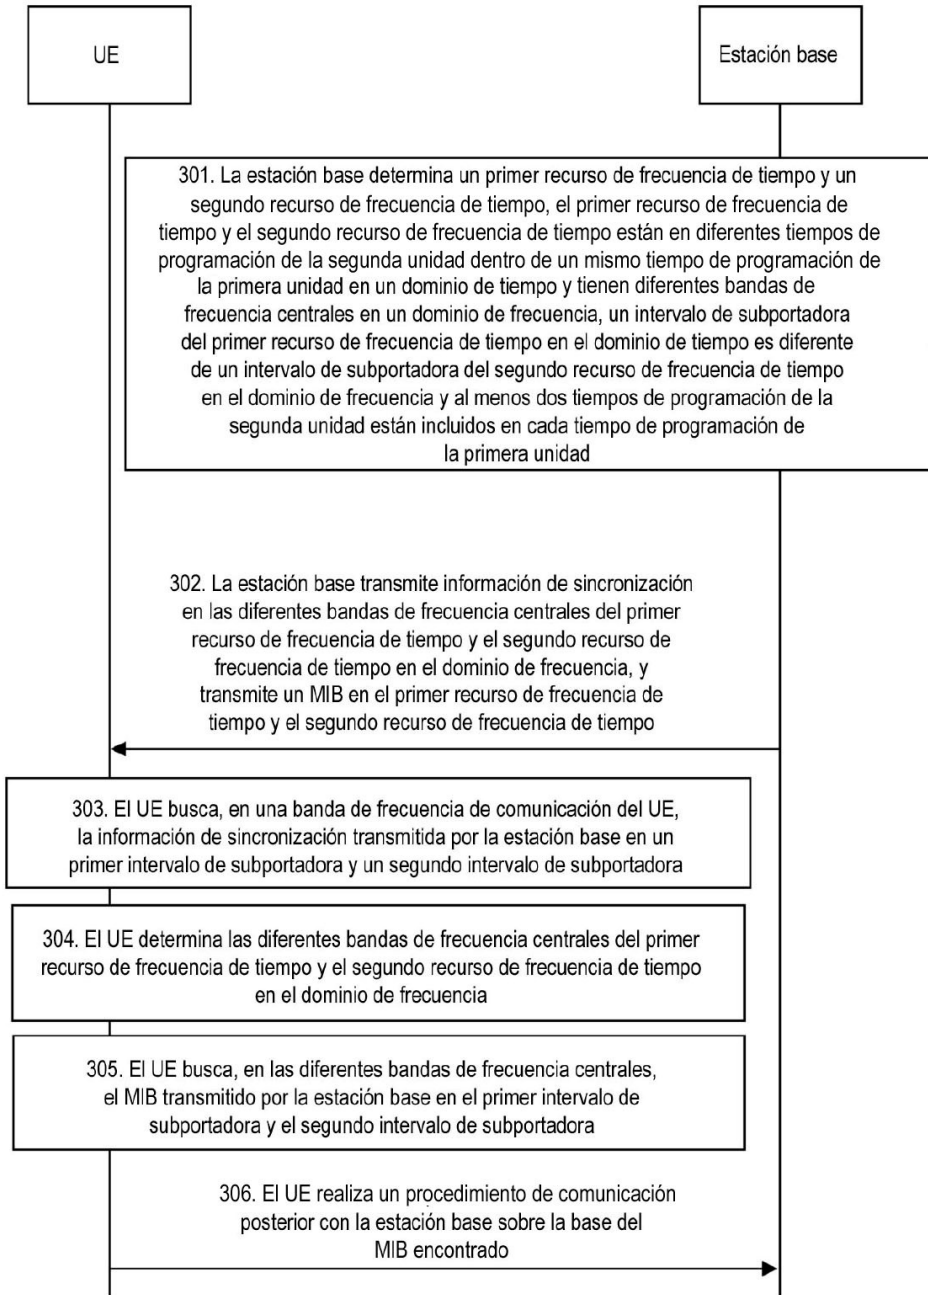 UE
Estación base
301. La estación base determina un primer recurso de frecuencia de tiempo y un
segundo recurso de frecuencia de tiempo, el primer recurso de frecuencia de
tiempo y el segundo recurso de frecuencia de tiempo están en diferentes tiempos de
programación de la segunda unidad dentro de un mismo tiempo de programación de
la primera unidad en un dominio de tiempo y tienen diferentes bandas de
frecuencia centrales en un dominio de frecuencia, un intervalo de subportadora
del primer recurso de frecuencia de tiempo en el dominio de tiempo es diferente
de un intervalo de subportadora del segundo recurso de frecuencia de tiempo
en el dominio de frecuencia y al menos dos tiempos de programación de la
segunda unidad están incluidos en cada tiempo de programación de
la primera unidad
302. La estación base transmite información de sincronización
en las diferentes bandas de frecuencia centrales del primer
recurso de frecuencia de tiempo y el segundo recurso de
frecuencia de tiempo en el dominio de frecuencia, y
transmite un MIB en el primer recurso de frecuencia de
tiempo y el segundo recurso de frecuencia de tiempo
303. El UE busca, en una banda de frecuencia de comunicación del UE,
la información de sincronización transmitida por la estación base en un
primer intervalo de subportadora y un segundo intervalo de subportadora
304. El UE determina las diferentes bandas de frecuencia centrales del primer
recurso de frecuencia de tiempo y el segundo recurso de frecuencia de tiempo
en el dominio de frecuencia
305. El UE busca, en las diferentes bandas de frecuencia centrales,
el MIB transmitido por la estación base en el primer intervalo de
subportadora y el segundo intervalo de subportadora
306. El UE realiza un procedimiento de comunicación
posterior con la estación base sobre la base del
MIB encontrado